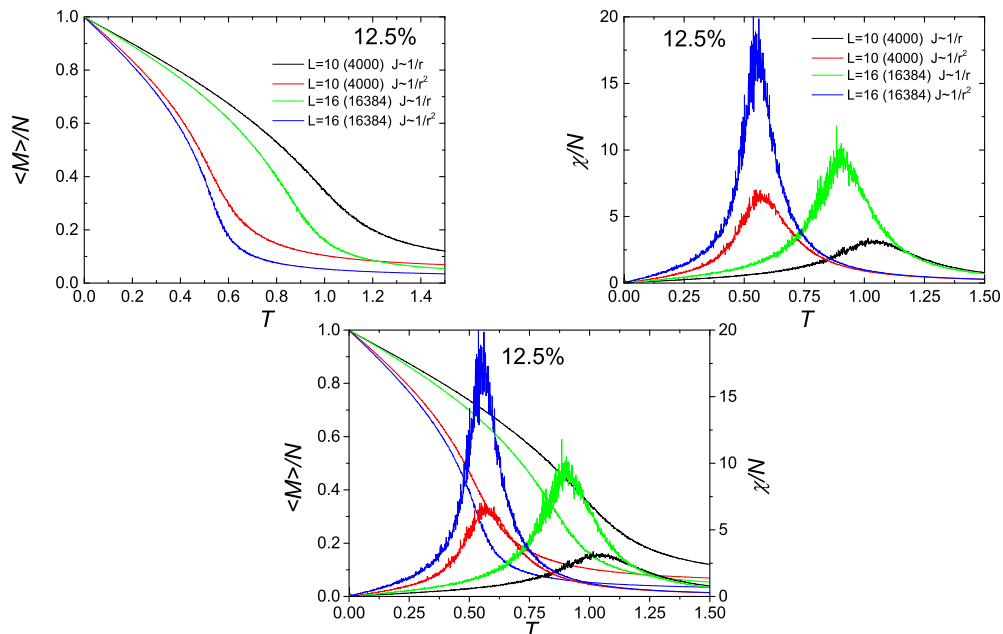 12.5%
L=10 (4000) J~1/r
L=10 (4000) J~1/r²
L=16 (16384) J~1/r
L=16 (16384) J~1/r²
<M>/N
1.0
0.8
0.6
0.4
0.2
0.0
0.0 0.2 0.4 0.6 0.8 1.0 1.2 1.4
T
12.5%
L=10 (4000) J~1/r
L=10 (4000) J~1/r²
L=16 (16384) J~1/r
L=16 (16384) J~1/r²
χ/N
20
15
10
5
0
0.00 0.25 0.50 0.75 1.00 1.25 1.50
T
12.5%
<M>/N
1.0
0.8
0.6
0.4
0.2
0.0
χ/N
20
15
10
5
0
0.00 0.25 0.50 0.75 1.00 1.25 1.50
T